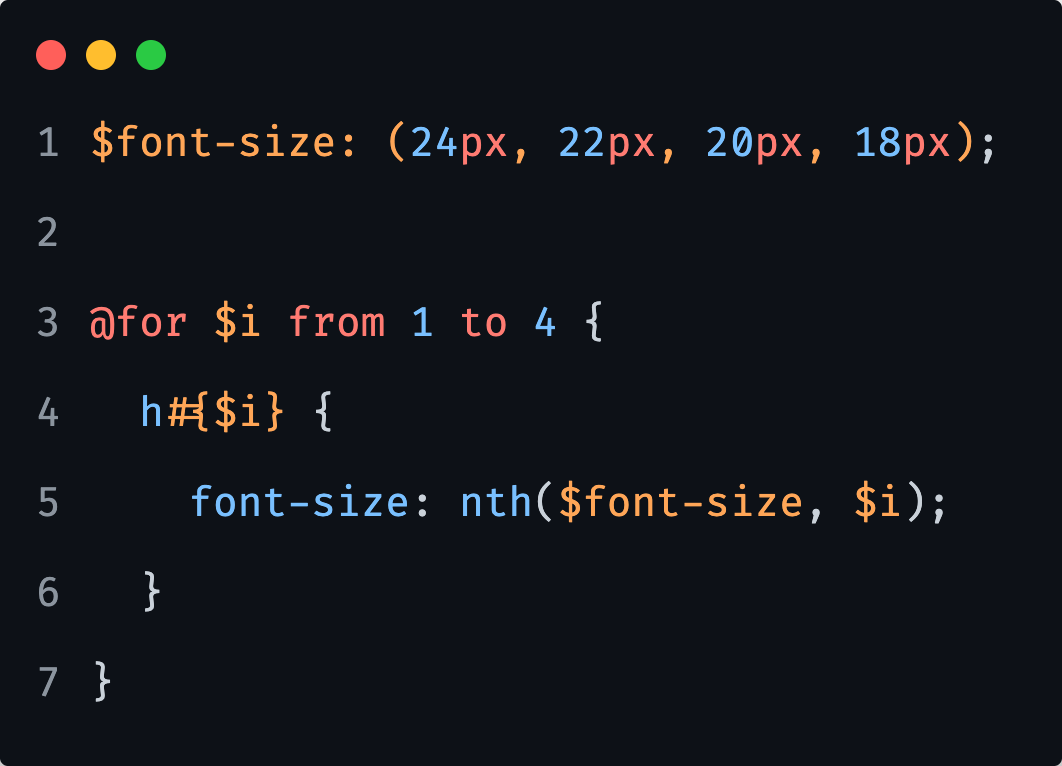 1 $font-size: (24px, 22px, 20px, 18px);
2
3 @for $i from 1 to 4 {
4   h#{$i} {
5     font-size: nth($font-size, $i);
6   }
7 }